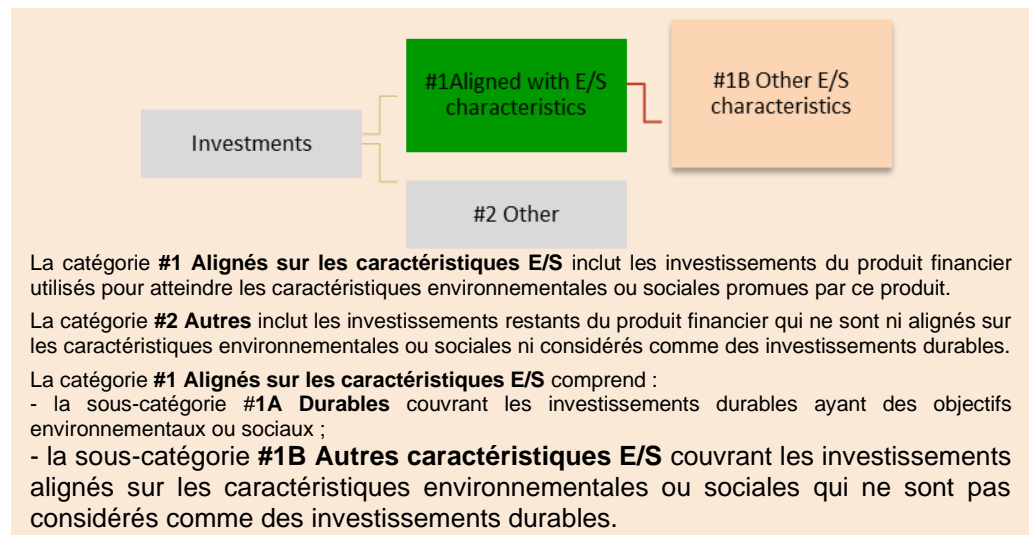 #1Aligned with E/S
characteristics
#1B Other E/S
characteristics
Investments
#2 Other
La catégorie #1 Alignés sur les caractéristiques E/S inclut les investissements du produit financier
utilisés pour atteindre les caractéristiques environnementales ou sociales promues par ce produit.
La catégorie #2 Autres inclut les investissements restants du produit financier qui ne sont ni alignés sur
les caractéristiques environnementales ou sociales ni considérés comme des investissements durables.
La catégorie #1 Alignés sur les caractéristiques E/S comprend :
- la sous-catégorie #1A Durables couvrant les investissements durables ayant des objectifs
environnementaux ou sociaux ;
- la sous-catégorie #1B Autres caractéristiques E/S couvrant les investissements
alignés sur les caractéristiques environnementales ou sociales qui ne sont pas
considérés comme des investissements durables.